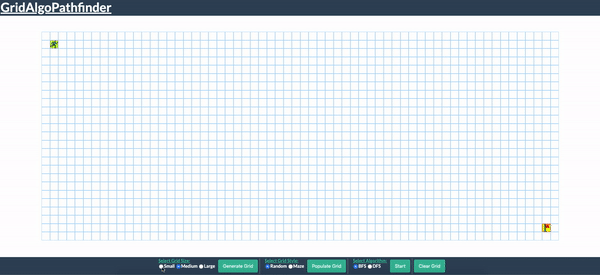 GridAlgoPathfinder
Select Grid Size: Select Grid Walls: Select Algorithm:
Small Medium Large Generate Grid Random Maze Populate Grid BFS DFS Start Clear Grid